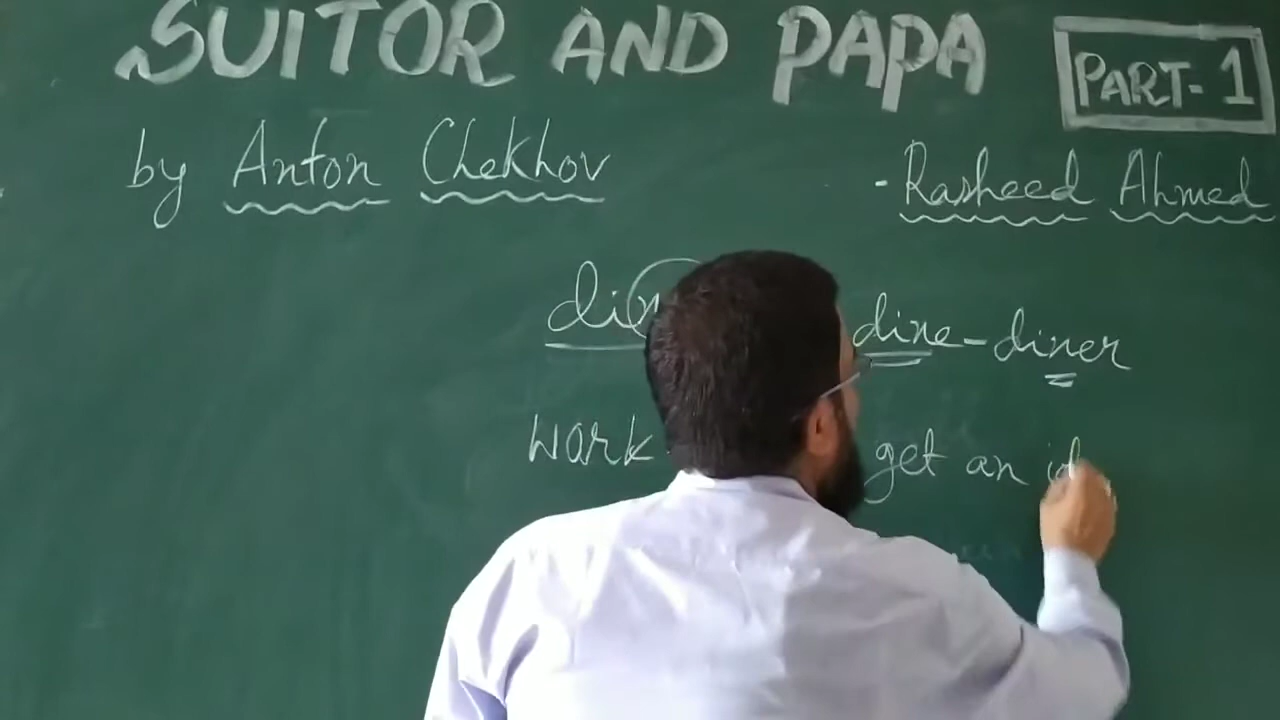 SUITOR AND PAPA
PART-1
by Anton Chekhov
- Rasheed Ahmed
dine - diner
work get an